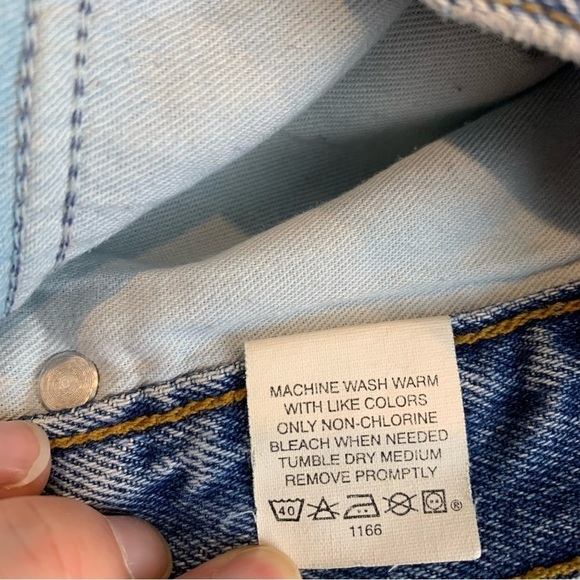 MACHINE WASH WARM
WITH LIKE COLORS
ONLY NON-CHLORINE
BLEACH WHEN NEEDED
TUMBLE DRY MEDIUM
REMOVE PROMPTLY
40 ®
1166